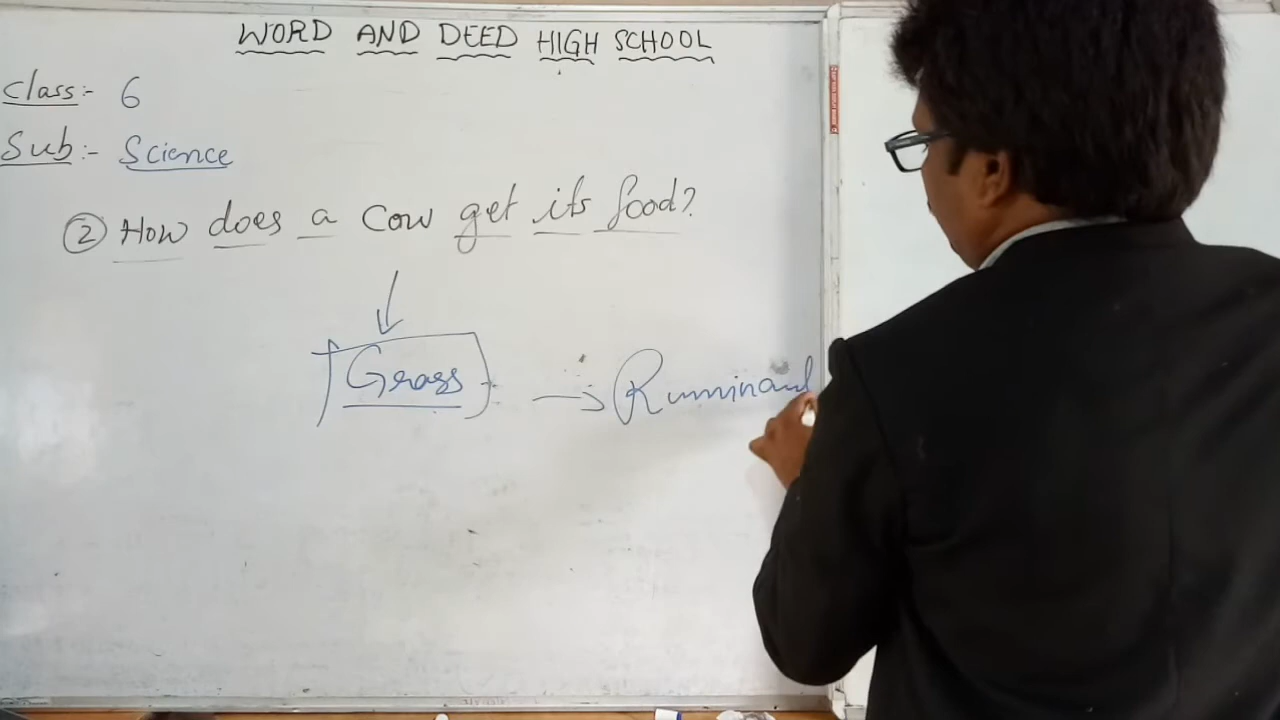 WORD AND DEED HIGH SCHOOL
Class:- 6
Sub:- Science
② How does a Cow get its food?
Grass → Ruminant